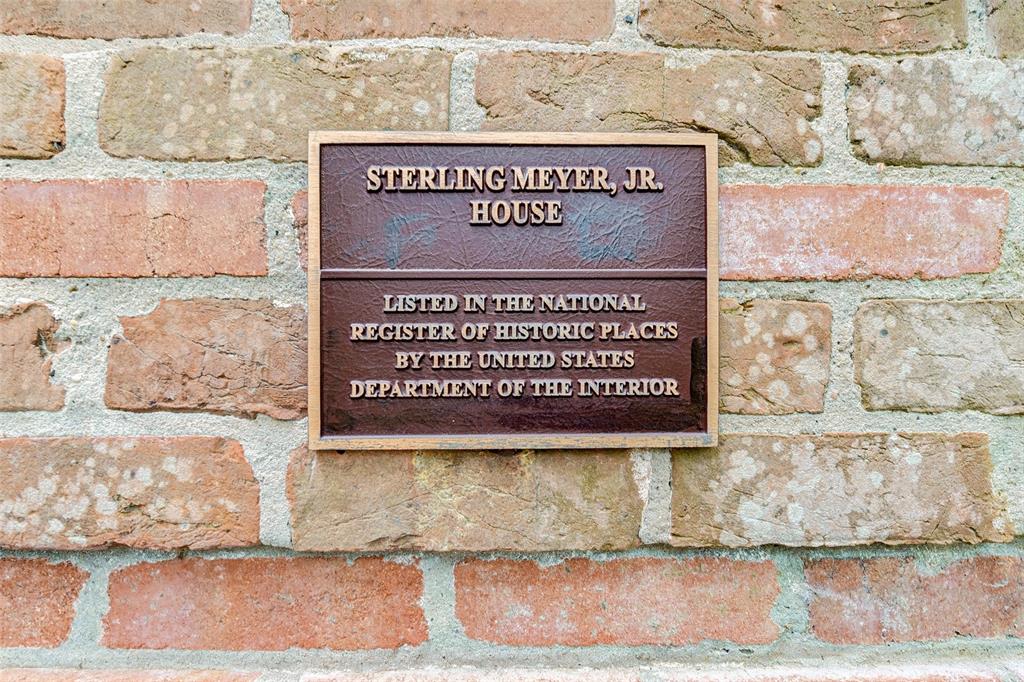 STERLING MEYER, JR.
HOUSE
LISTED IN THE NATIONAL
REGISTER OF HISTORIC PLACES
BY THE UNITED STATES
DEPARTMENT OF THE INTERIOR